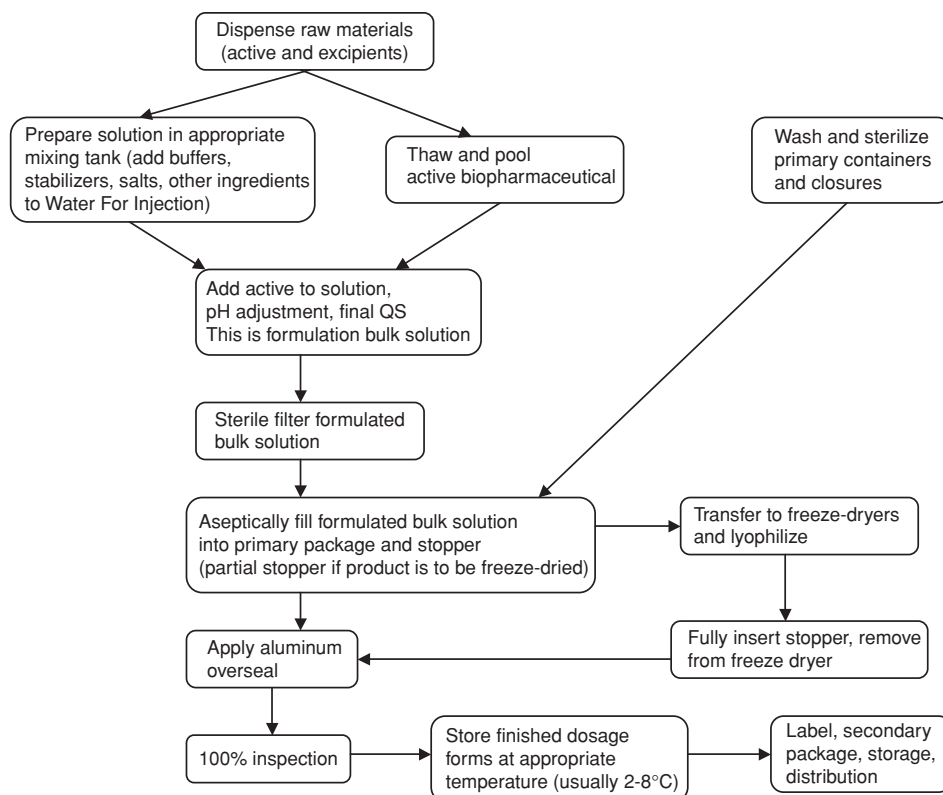 Dispense raw materials
(active and excipients)
Prepare solution in appropriate
mixing tank (add buffers,
stabilizers, salts, other ingredients
to Water For Injection)
Thaw and pool
active biopharmaceutical
Wash and sterilize
primary containers
and closures
Add active to solution,
pH adjustment, final QS
This is formulation bulk solution
Sterile filter formulated
bulk solution
Aseptically fill formulated bulk solution
into primary package and stopper
(partial stopper if product is to be freeze-dried)
Transfer to freeze-dryers
and lyophilize
Fully insert stopper, remove
from freeze dryer
Apply aluminum
overseal
100% inspection
Store finished dosage
forms at appropriate
temperature (usually 2-8°C)
Label, secondary
package, storage,
distribution